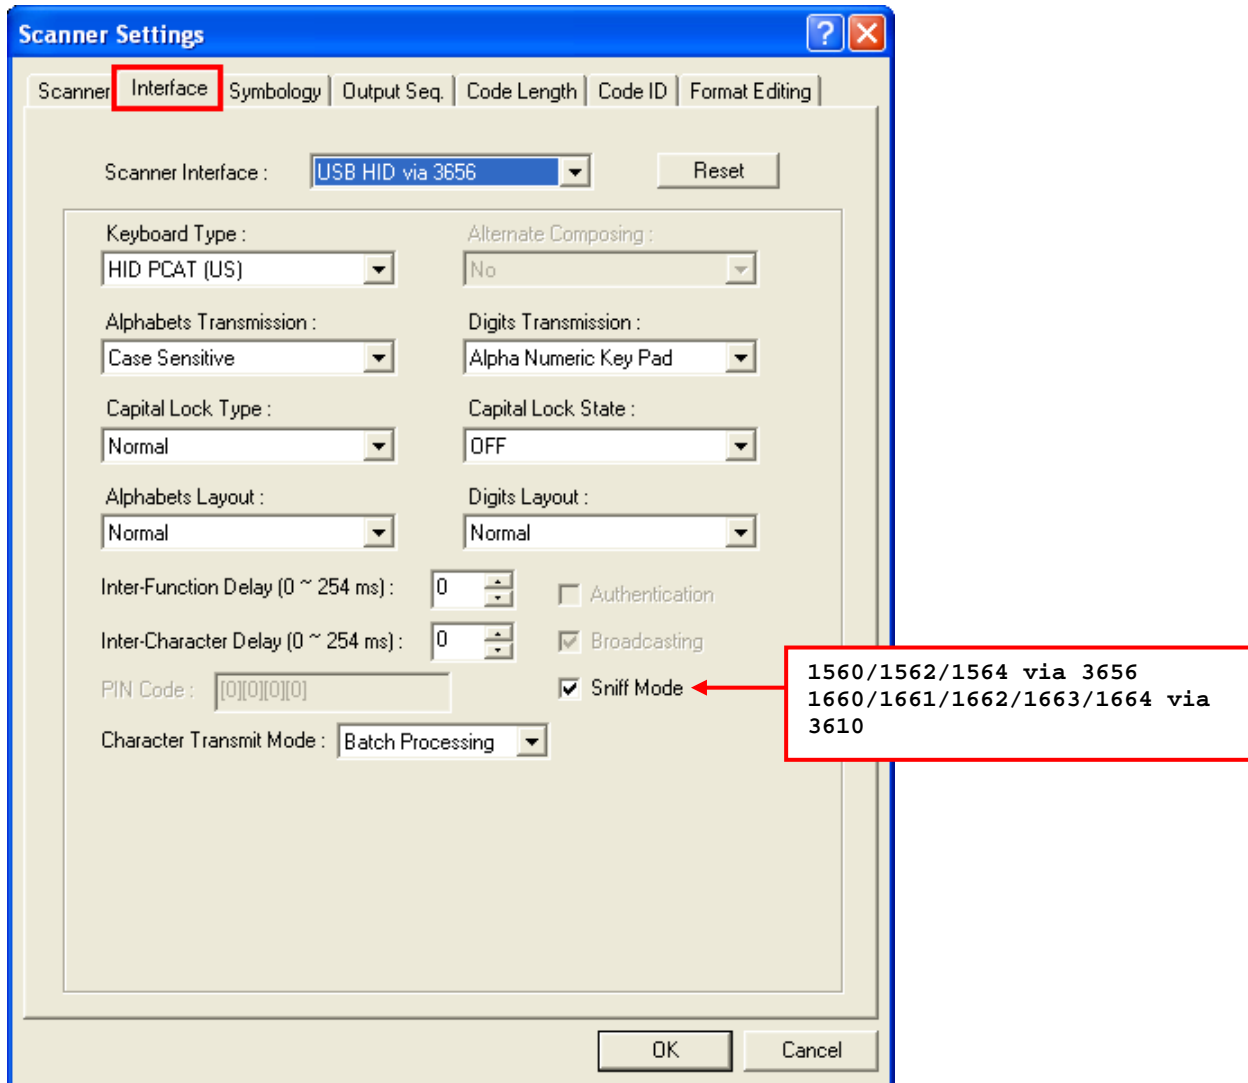 Scanner Settings
Scanner Interface Symbology Output Seq. Code Length Code ID Format Editing
Scanner Interface : USB HID via 3656 Reset
Keyboard Type : Alternate Composing :
HID PCAT (US) No
Alphabets Transmission : Digits Transmission :
Case Sensitive Alpha Numeric Key Pad
Capital Lock Type : Capital Lock State :
Normal OFF
Alphabets Layout : Digits Layout :
Normal Normal
Inter-Function Delay (0 ~ 254 ms) : 0 Authentication
Inter-Character Delay (0 ~ 254 ms) : 0 Broadcasting
PIN Code : [0][0][0][0] Sniff Mode
1560/1562/1564 via 3656
1660/1661/1662/1663/1664 via
3610
Character Transmit Mode : Batch Processing
OK Cancel